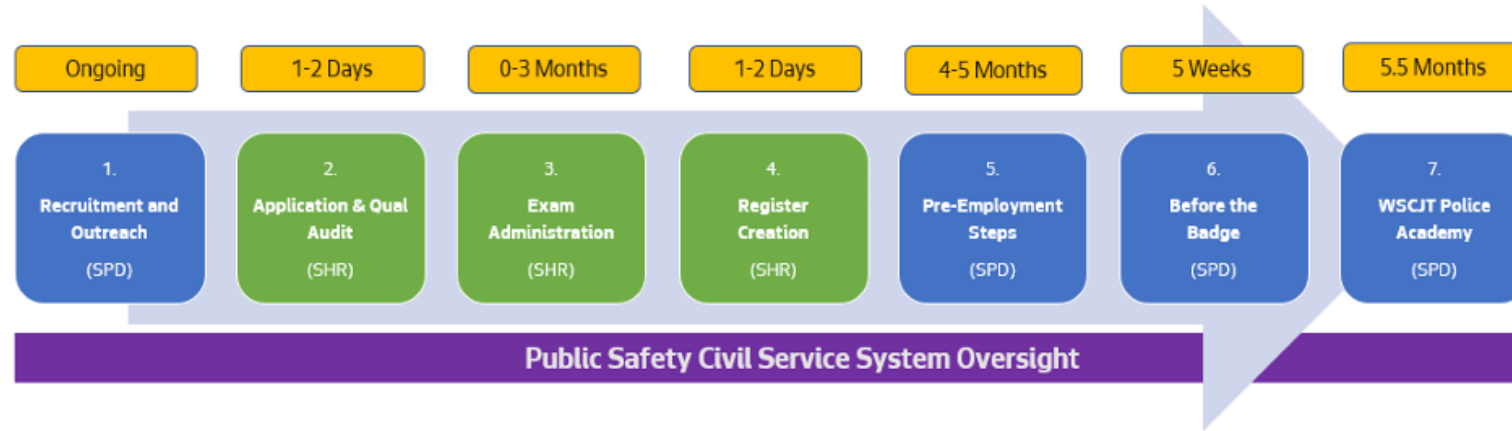 Ongoing
1-2 Days
0-3 Months
1-2 Days
4-5 Months
5 Weeks
5.5 Months
1.
Recruitment and
Outreach
(SPD)
2.
Application & Qual
Audit
(SHR)
3.
Exam
Administration
(SHR)
4.
Register
Creation
(SHR)
5.
Pre-Employment
Steps
(SPD)
6.
Before the
Badge
(SPD)
7.
WSCJT Police
Academy
(SPD)
Public Safety Civil Service System Oversight